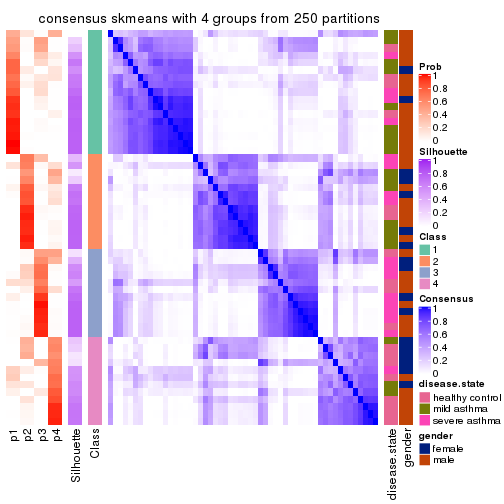 consensus skmeans with 4 groups from 250 partitions
Prob
1
0.8
0.6
0.4
0.2
0
Silhouette
1
0.8
0.6
0.4
0.2
0
Class
1
2
3
4
Consensus
1
0.8
0.6
0.4
0.2
0
disease.state
healthy control
mild asthma
severe asthma
gender
female
male
p1
p2
p3
p4
Silhouette
Class
disease.state
gender